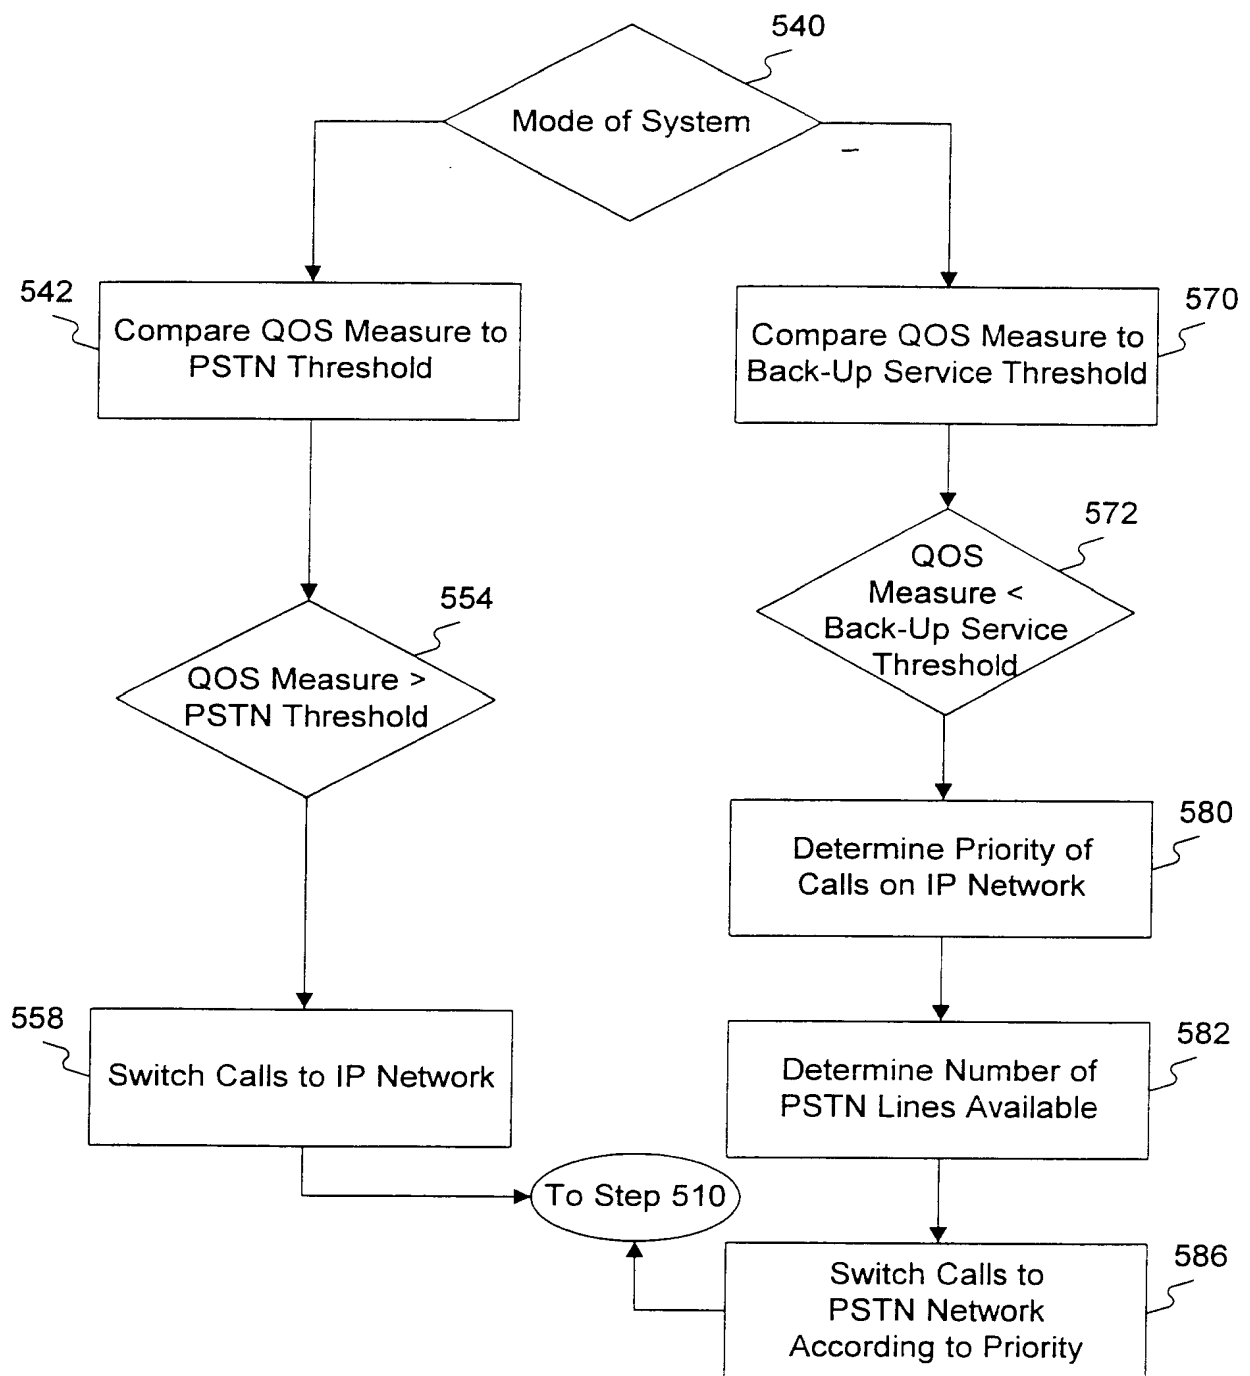 540
Mode of System
542
Compare QOS Measure to
PSTN Threshold
570
Compare QOS Measure to
Back-Up Service Threshold
572
QOS
Measure <
Back-Up Service
Threshold
554
QOS Measure >
PSTN Threshold
580
Determine Priority of
Calls on IP Network
558
Switch Calls to IP Network
582
Determine Number of
PSTN Lines Available
To Step 510
586
Switch Calls to
PSTN Network
According to Priority